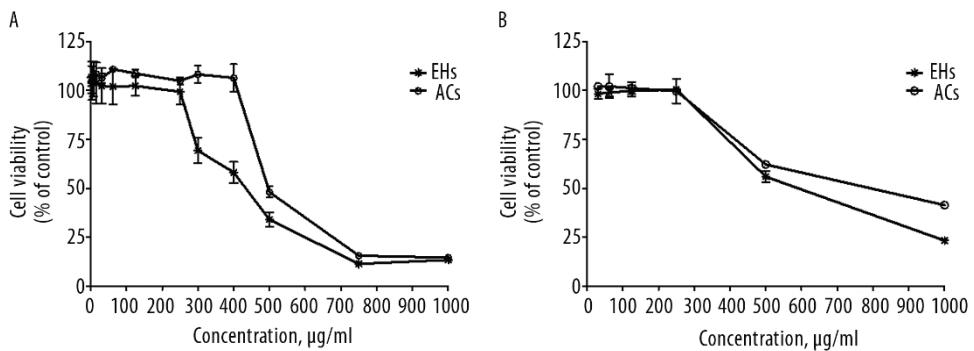 A
125
100
75
50
25
0
Cell viability
(% of control)
EHs
ACs
0 100 200 300 400 500 600 700 800 900 1000
Concentration, µg/ml
B
125
100
75
50
25
0
Cell viability
(% of control)
EHs
ACs
0 100 200 300 400 500 600 700 800 900 1000
Concentration, µg/ml